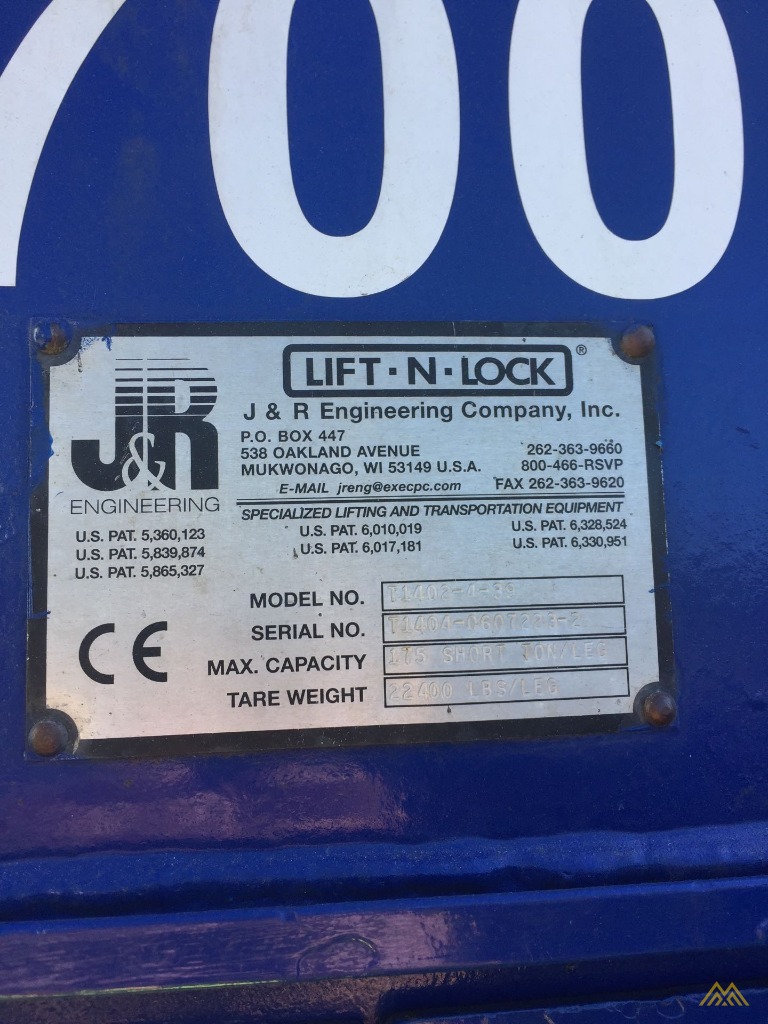 700
LIFT·N·LOCK®
J & R Engineering Company, Inc.
J&R
ENGINEERING
P.O. BOX 447
538 OAKLAND AVENUE 262-363-9660
MUKWONAGO, WI 53149 U.S.A. 800-466-RSVP
E-MAIL jreng@execpc.com FAX 262-363-9620
SPECIALIZED LIFTING AND TRANSPORTATION EQUIPMENT
U.S. PAT. 5,360,123 U.S. PAT. 6,010,019 U.S. PAT. 6,328,524
U.S. PAT. 5,839,874 U.S. PAT. 6,017,181 U.S. PAT. 6,330,951
U.S. PAT. 5,865,327
CE
MODEL NO. T1402-4-39
SERIAL NO.
MAX. CAPACITY 175 SHORT TON/LEG
TARE WEIGHT 22400 LBS/LEG